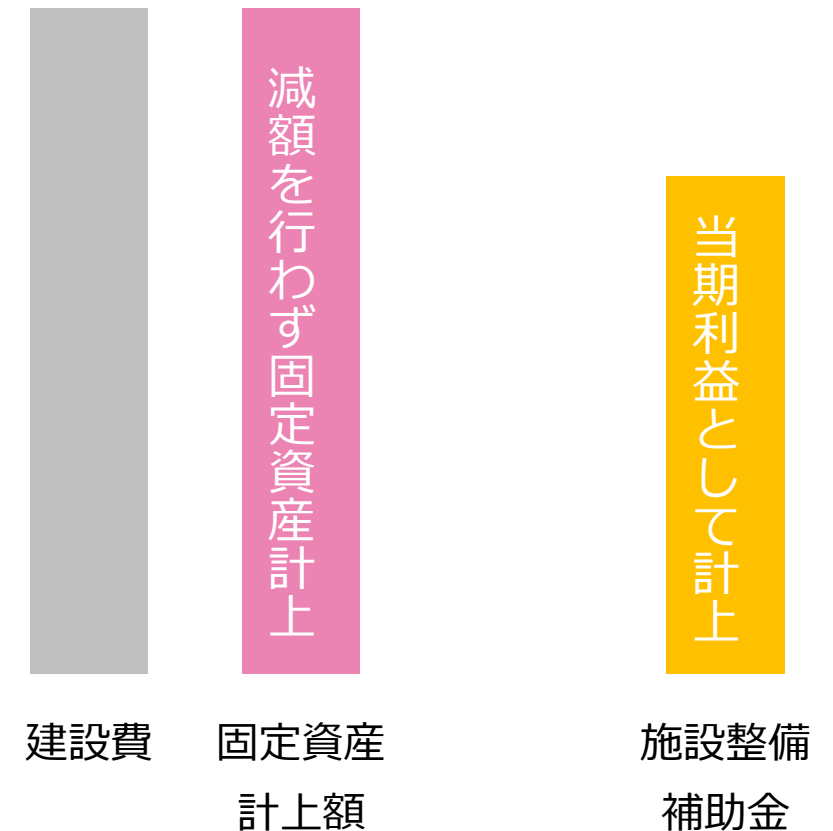 減額を行わず固定資産計上
当期利益として計上
建設費
固定資産
計上額
施設整備
補助金